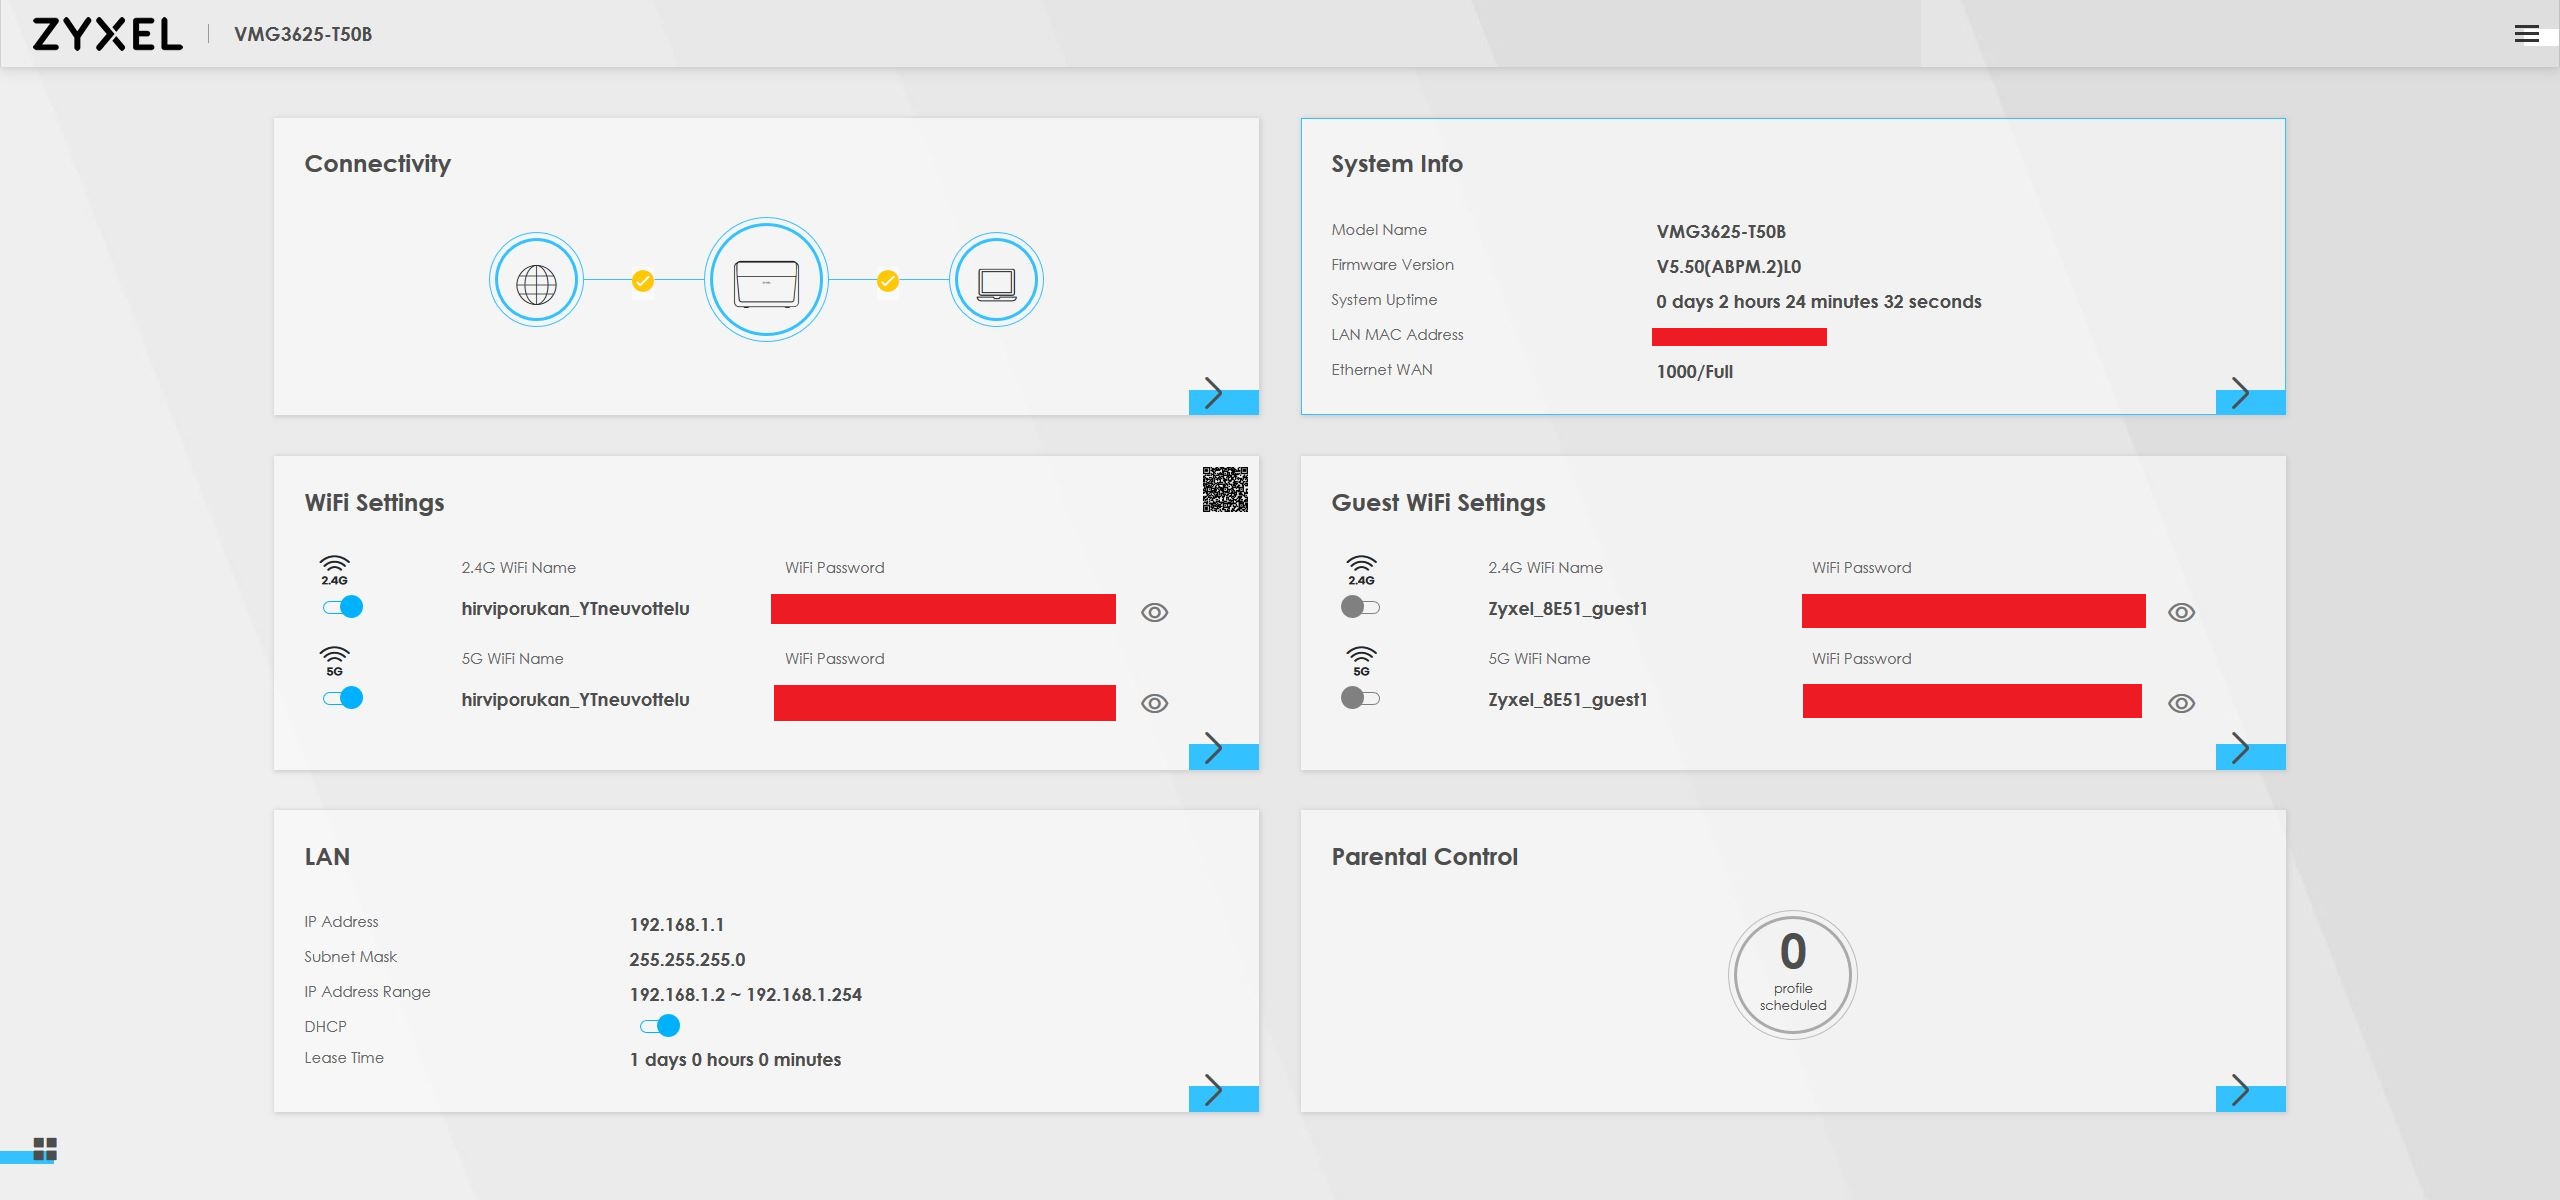 ZYXEL VMG3625-T50B
Connectivity
System Info
Model Name VMG3625-T50B
Firmware Version V5.50(ABPM.2)L0
System Uptime 0 days 2 hours 24 minutes 32 seconds
LAN MAC Address
Ethernet WAN 1000/Full
WiFi Settings
2.4G
2.4G WiFi Name WiFi Password
hirviporukan_YTneuvottelu
5G
5G WiFi Name WiFi Password
hirviporukan_YTneuvottelu
Guest WiFi Settings
2.4G
2.4G WiFi Name WiFi Password
Zyxel_8E51_guest1
5G
5G WiFi Name WiFi Password
Zyxel_8E51_guest1
LAN
IP Address 192.168.1.1
Subnet Mask 255.255.255.0
IP Address Range 192.168.1.2 ~ 192.168.1.254
DHCP
Lease Time 1 days 0 hours 0 minutes
Parental Control
0
profile
scheduled